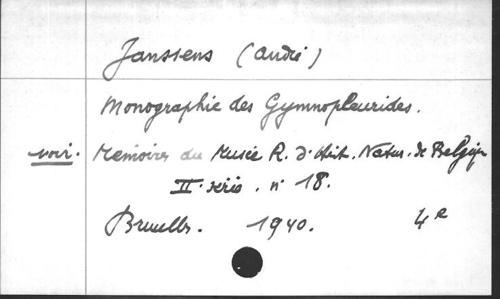 Janssens (André)
Monographie des Gymnopleurides.
voir. Memoires du Musée R. d'Hist. Natur. de Belgique
II. série. n° 18.
Bruxelles. 1940. 4e